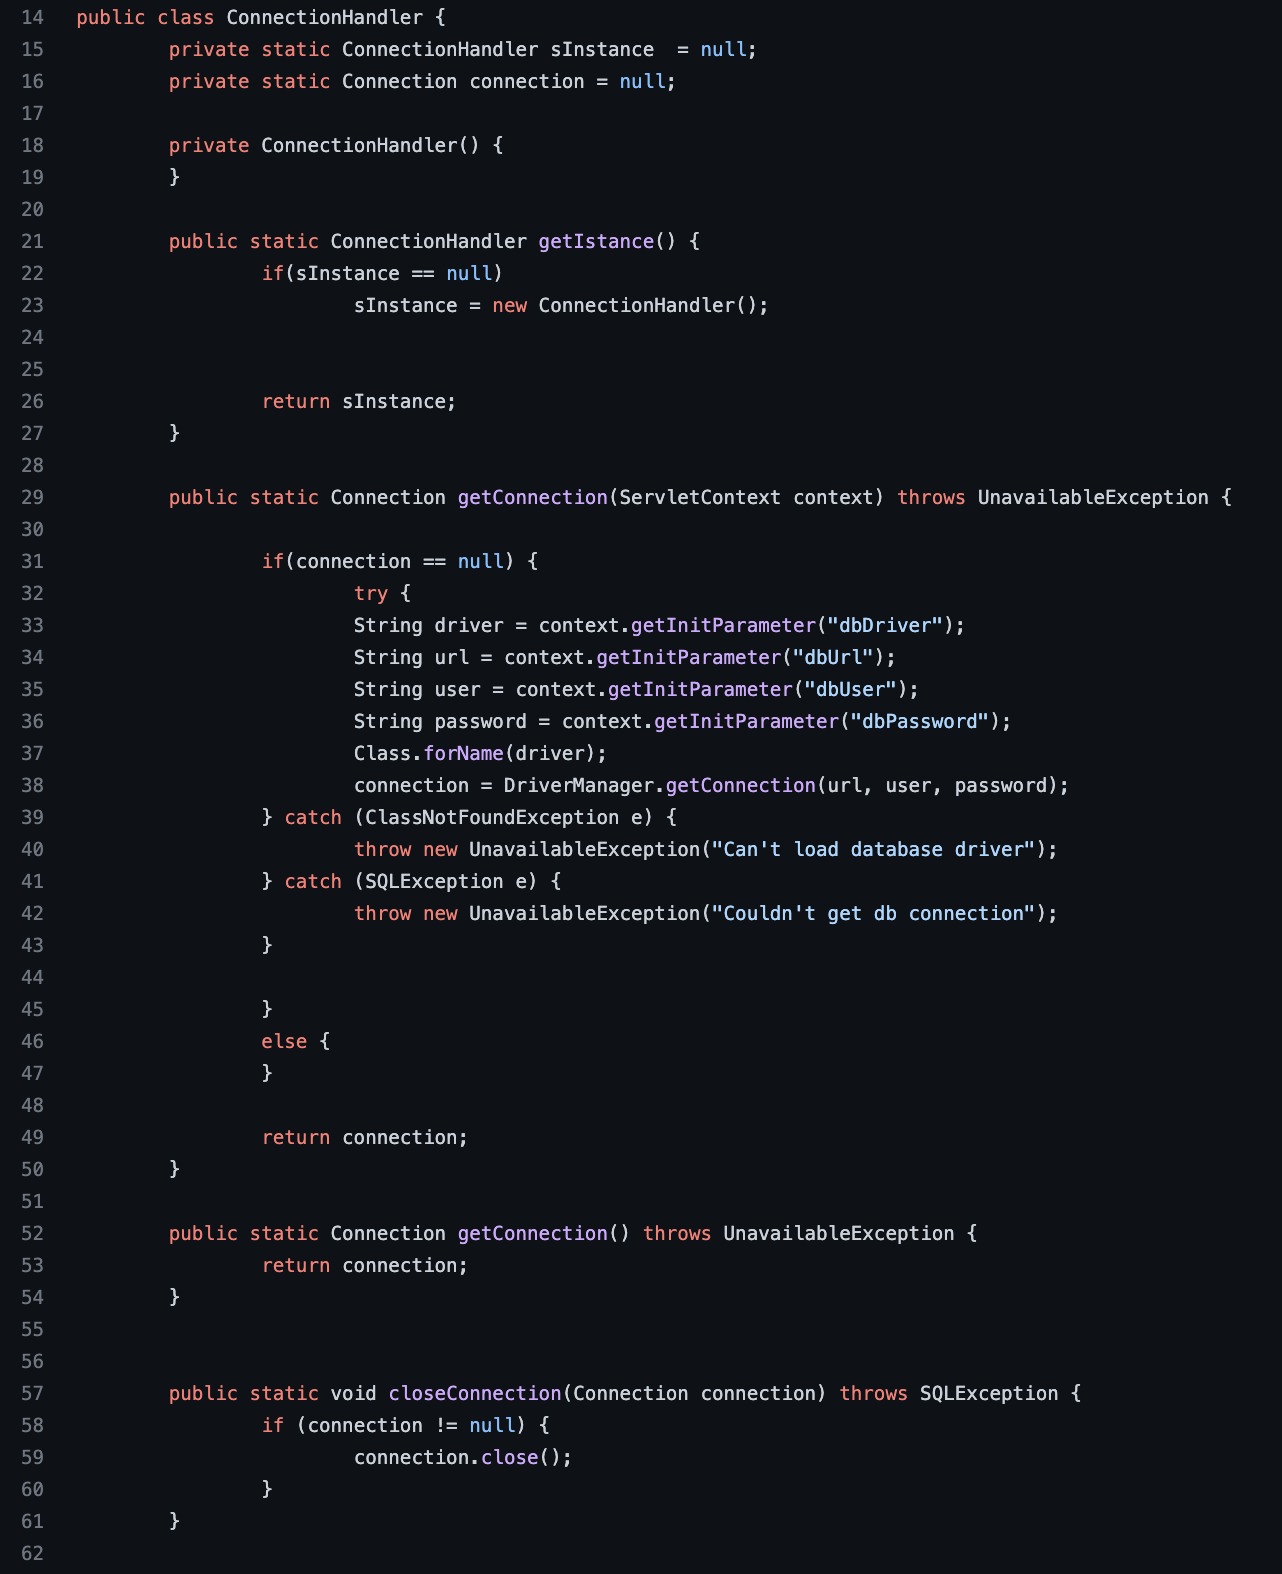 14 public class ConnectionHandler {
15 private static ConnectionHandler sInstance  = null;
16 private static Connection connection = null;
17
18 private ConnectionHandler() {
19 }
20
21 public static ConnectionHandler getIstance() {
22 if(sInstance == null)
23 sInstance = new ConnectionHandler();
24
25
26 return sInstance;
27 }
28
29 public static Connection getConnection(ServletContext context) throws UnavailableException {
30
31 if(connection == null) {
32 try {
33 String driver = context.getInitParameter("dbDriver");
34 String url = context.getInitParameter("dbUrl");
35 String user = context.getInitParameter("dbUser");
36 String password = context.getInitParameter("dbPassword");
37 Class.forName(driver);
38 connection = DriverManager.getConnection(url, user, password);
39 } catch (ClassNotFoundException e) {
40 throw new UnavailableException("Can't load database driver");
41 } catch (SQLException e) {
42 throw new UnavailableException("Couldn't get db connection");
43 }
44
45 }
46 else {
47 }
48
49 return connection;
50 }
51
52 public static Connection getConnection() throws UnavailableException {
53 return connection;
54 }
55
56
57 public static void closeConnection(Connection connection) throws SQLException {
58 if (connection != null) {
59 connection.close();
60 }
61 }
62